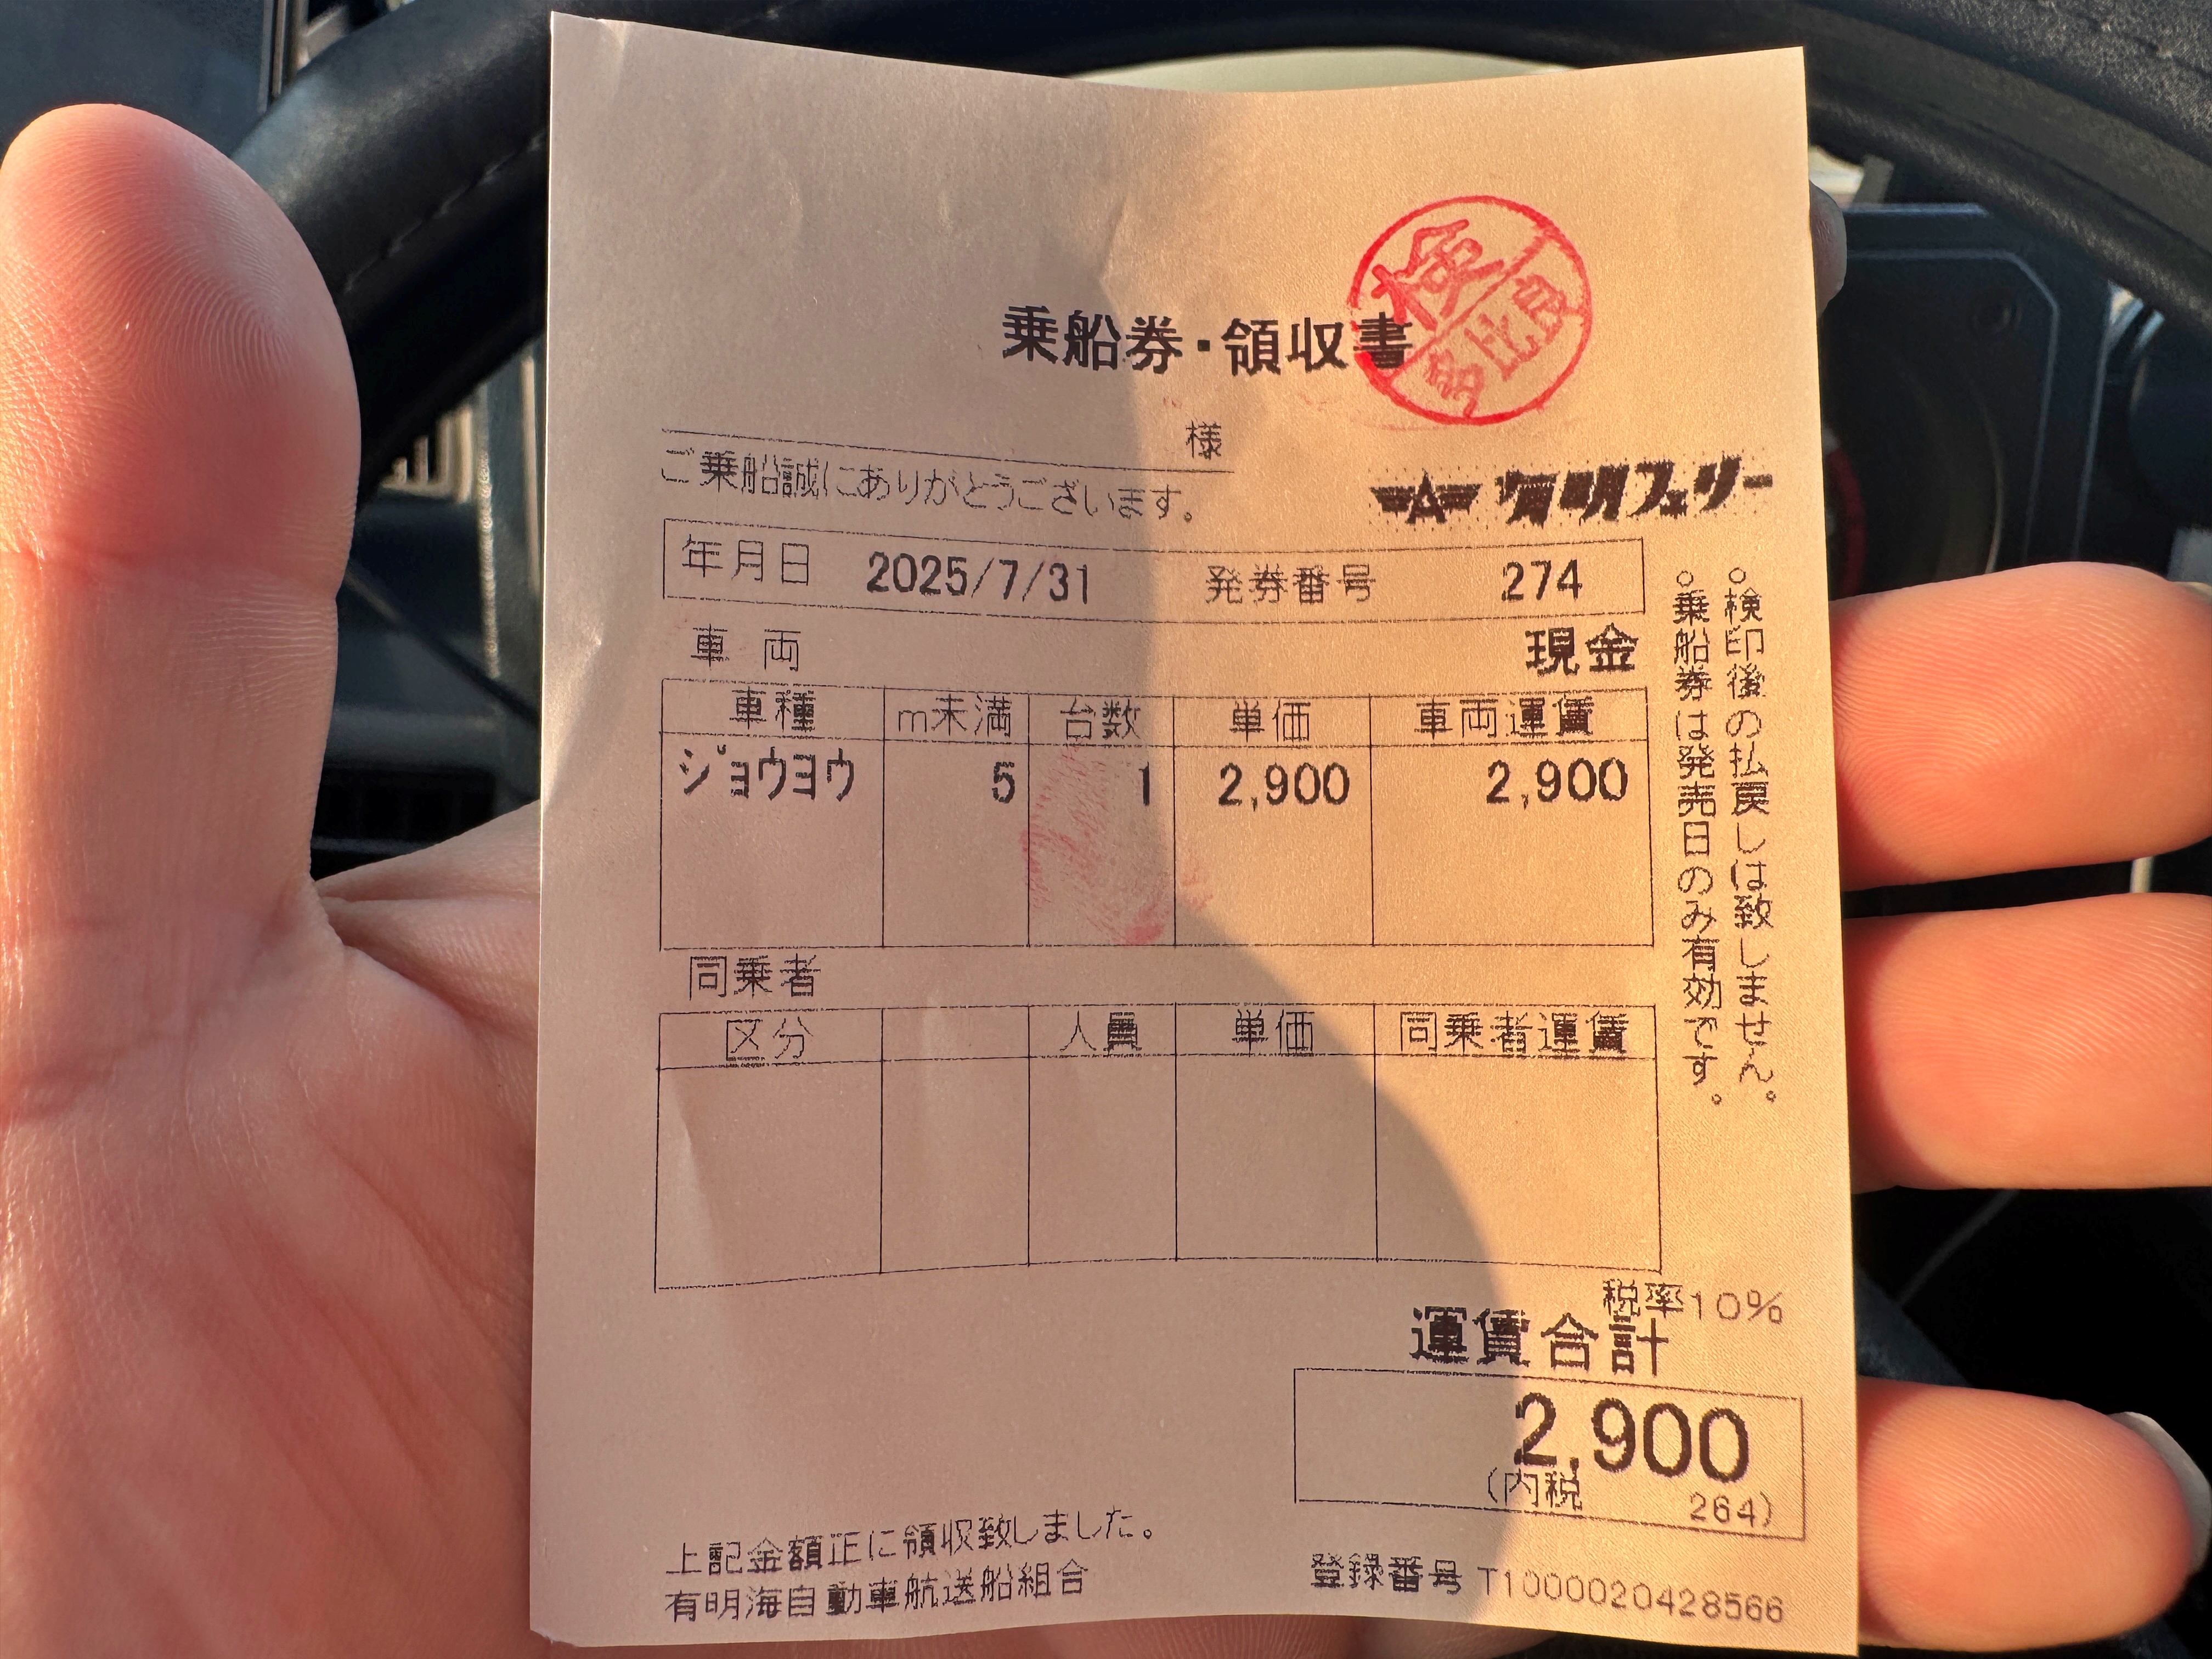 検
多比良
乗船券・領収書
様
ご乗船誠にありがとうございます。
有明フェリー
年月日 2025/7/31 発券番号 274
車両 現金
車種 m未満 台数 単価 車両運賃
ジョウヨウ 5 1 2,900 2,900
同乗者
区分 人員 単価 同乗者運賃
。検印後の払戻しは致しません。
。乗船券は発売日のみ有効です。
税率10%
運賃合計
2,900
(内税 264)
上記金額正に領収致しました。
有明海自動車航送船組合
登録番号 T1000020428566